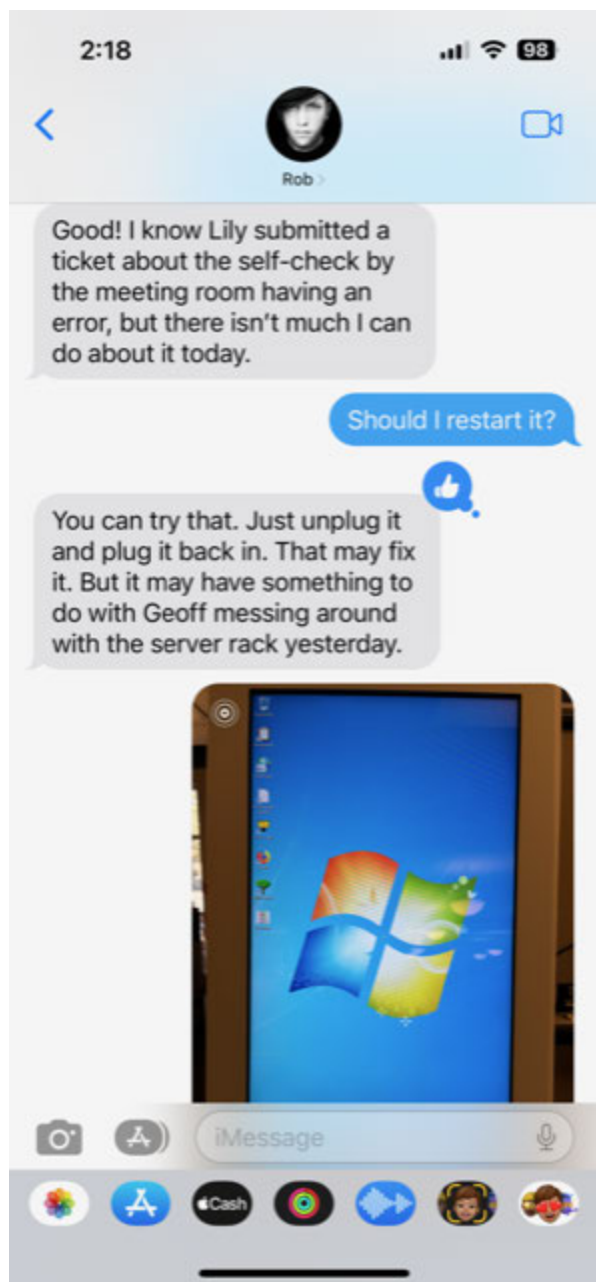 2:18
98
Rob
Good! I know Lily submitted a
ticket about the self-check by
the meeting room having an
error, but there isn't much I can
do about it today.
Should I restart it?
You can try that. Just unplug it
and plug it back in. That may fix
it. But it may have something to
do with Geoff messing around
with the server rack yesterday.
iMessage
Cash